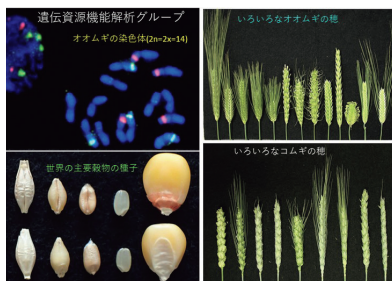 遺伝資源機能解析グループ
オオムギの染色体(2n=2x=14)
世界の主要穀物の種子
いろいろなオオムギの穂
いろいろなコムギの穂